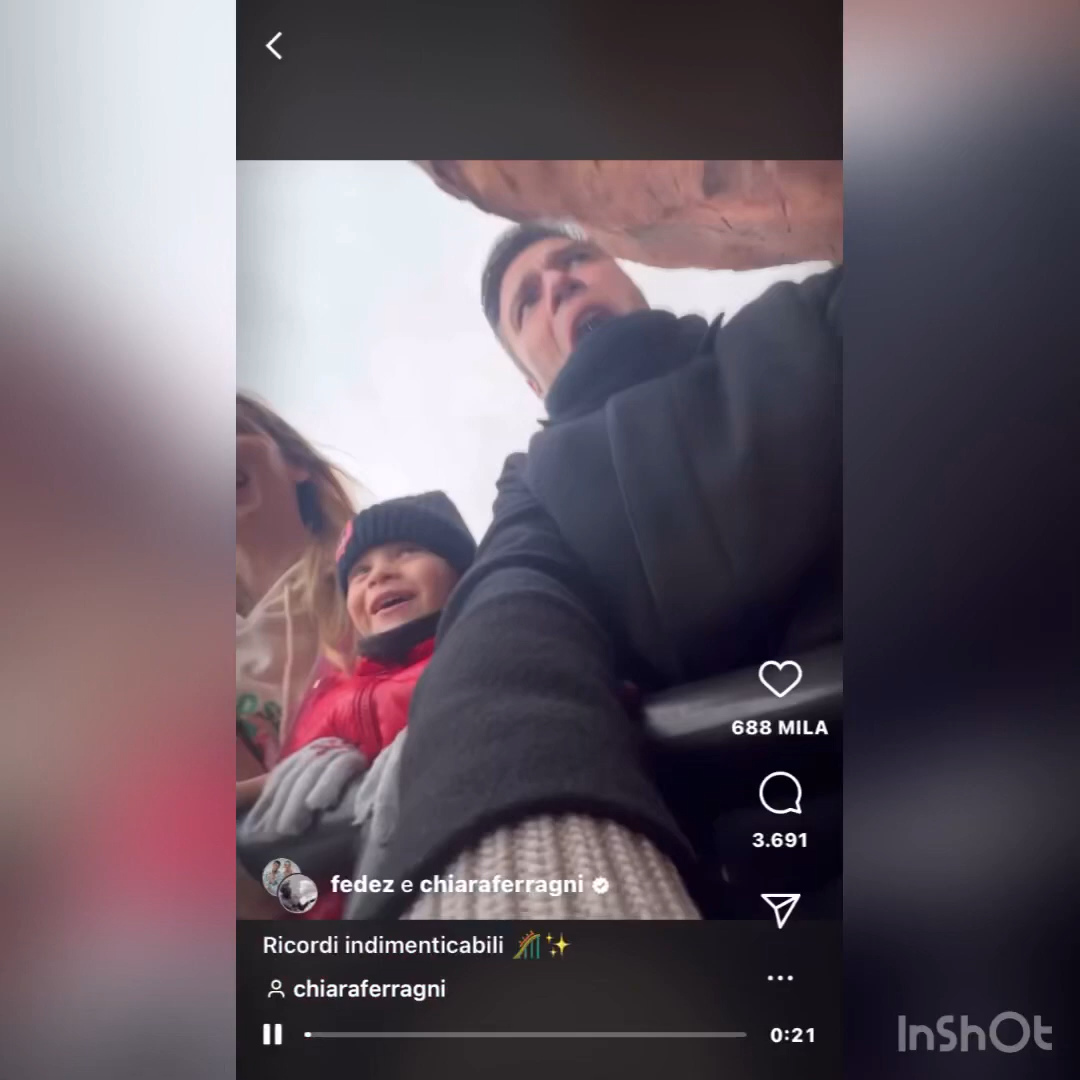 688 MILA
3.691
fedez e chiaraferragni
Ricordi indimenticabili
chiaraferragni
0:21
InShOt